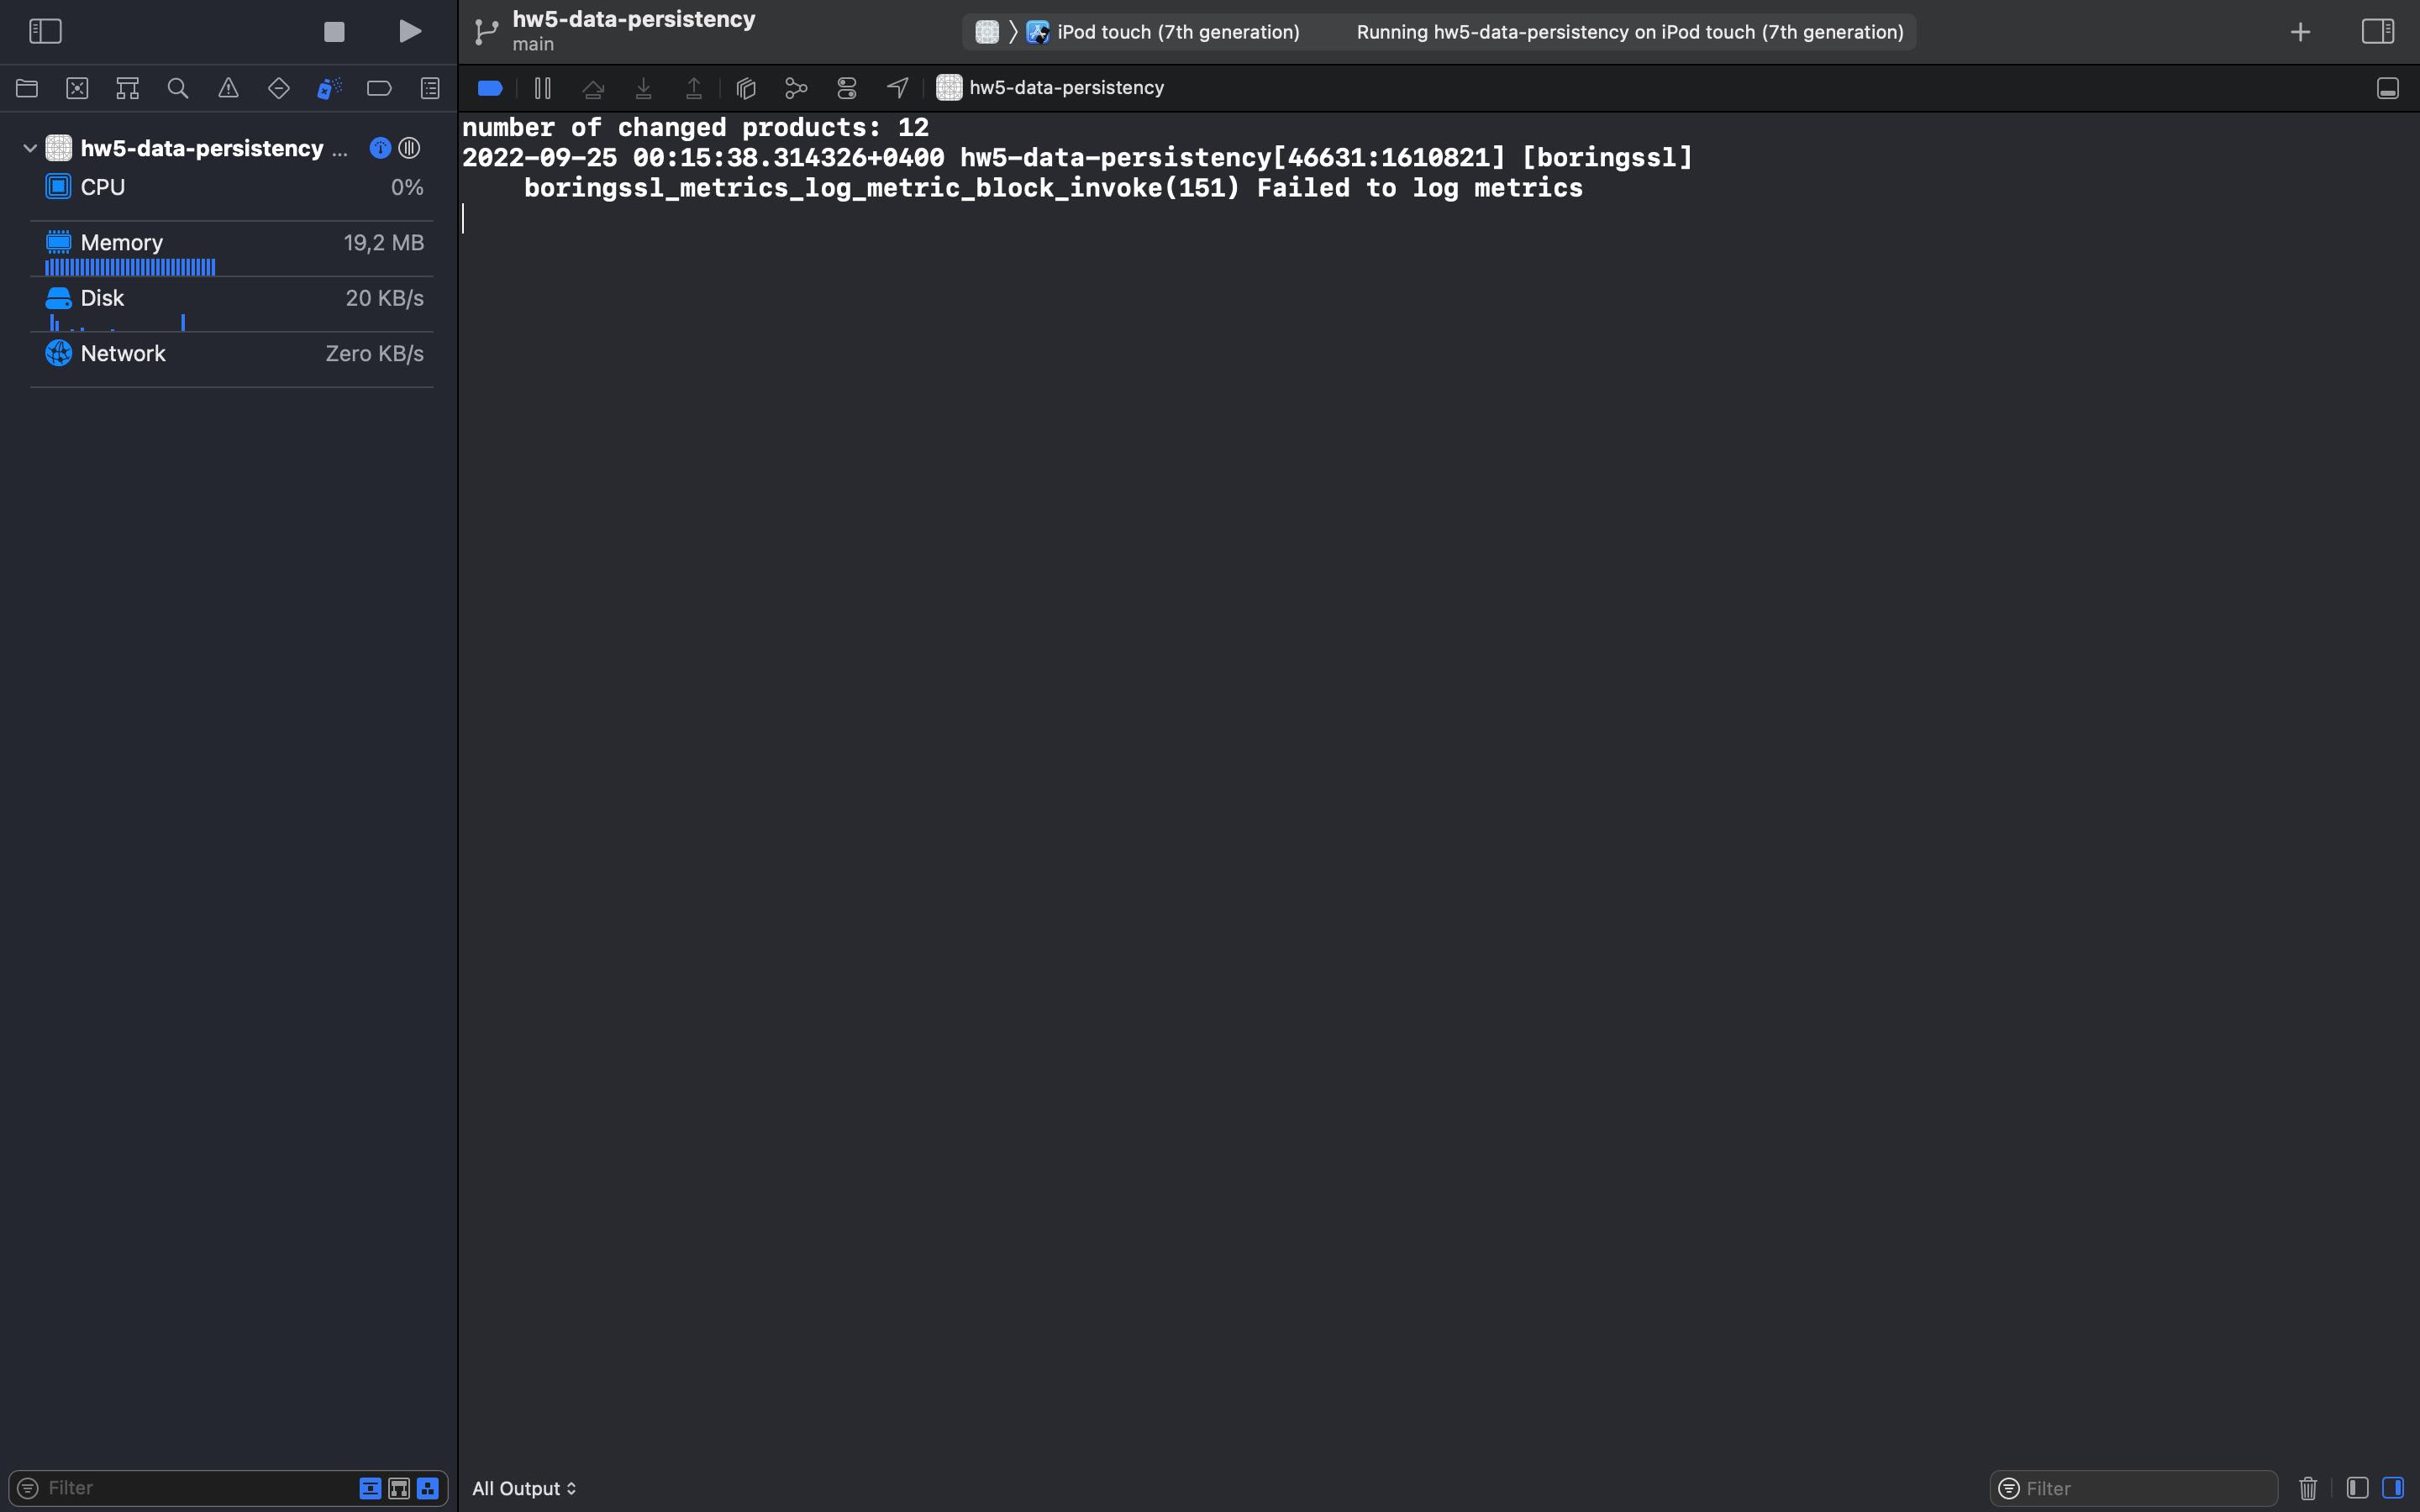 hw5-data-persistency
main
iPod touch (7th generation)
Running hw5-data-persistency on iPod touch (7th generation)
hw5-data-persistency
hw5-data-persistency ...
CPU 0%
Memory 19,2 MB
Disk 20 KB/s
Network Zero KB/s
number of changed products: 12
2022-09-25 00:15:38.314326+0400 hw5-data-persistency[46631:1610821] [boringssl]
boringssl_metrics_log_metric_block_invoke(151) Failed to log metrics
Filter
All Output
Filter